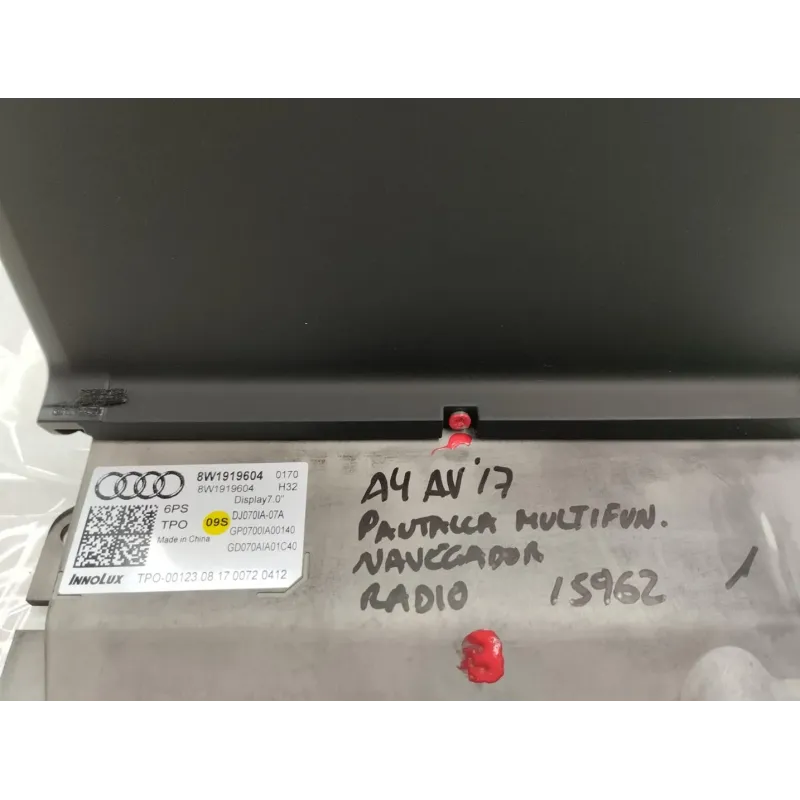 8W1919604 0170
8W1919604 H32
Display7.0"
6PS
TPO
09S
DJ070IA-07A
GP0700IA00140
Made in China
GD070AIA01C40
INNOLUX TPO-00123 08 17 0072 0412
A4 AV'17
PANTALLA MULTIFUN.
NAVEGADOR
RADIO 15962 1